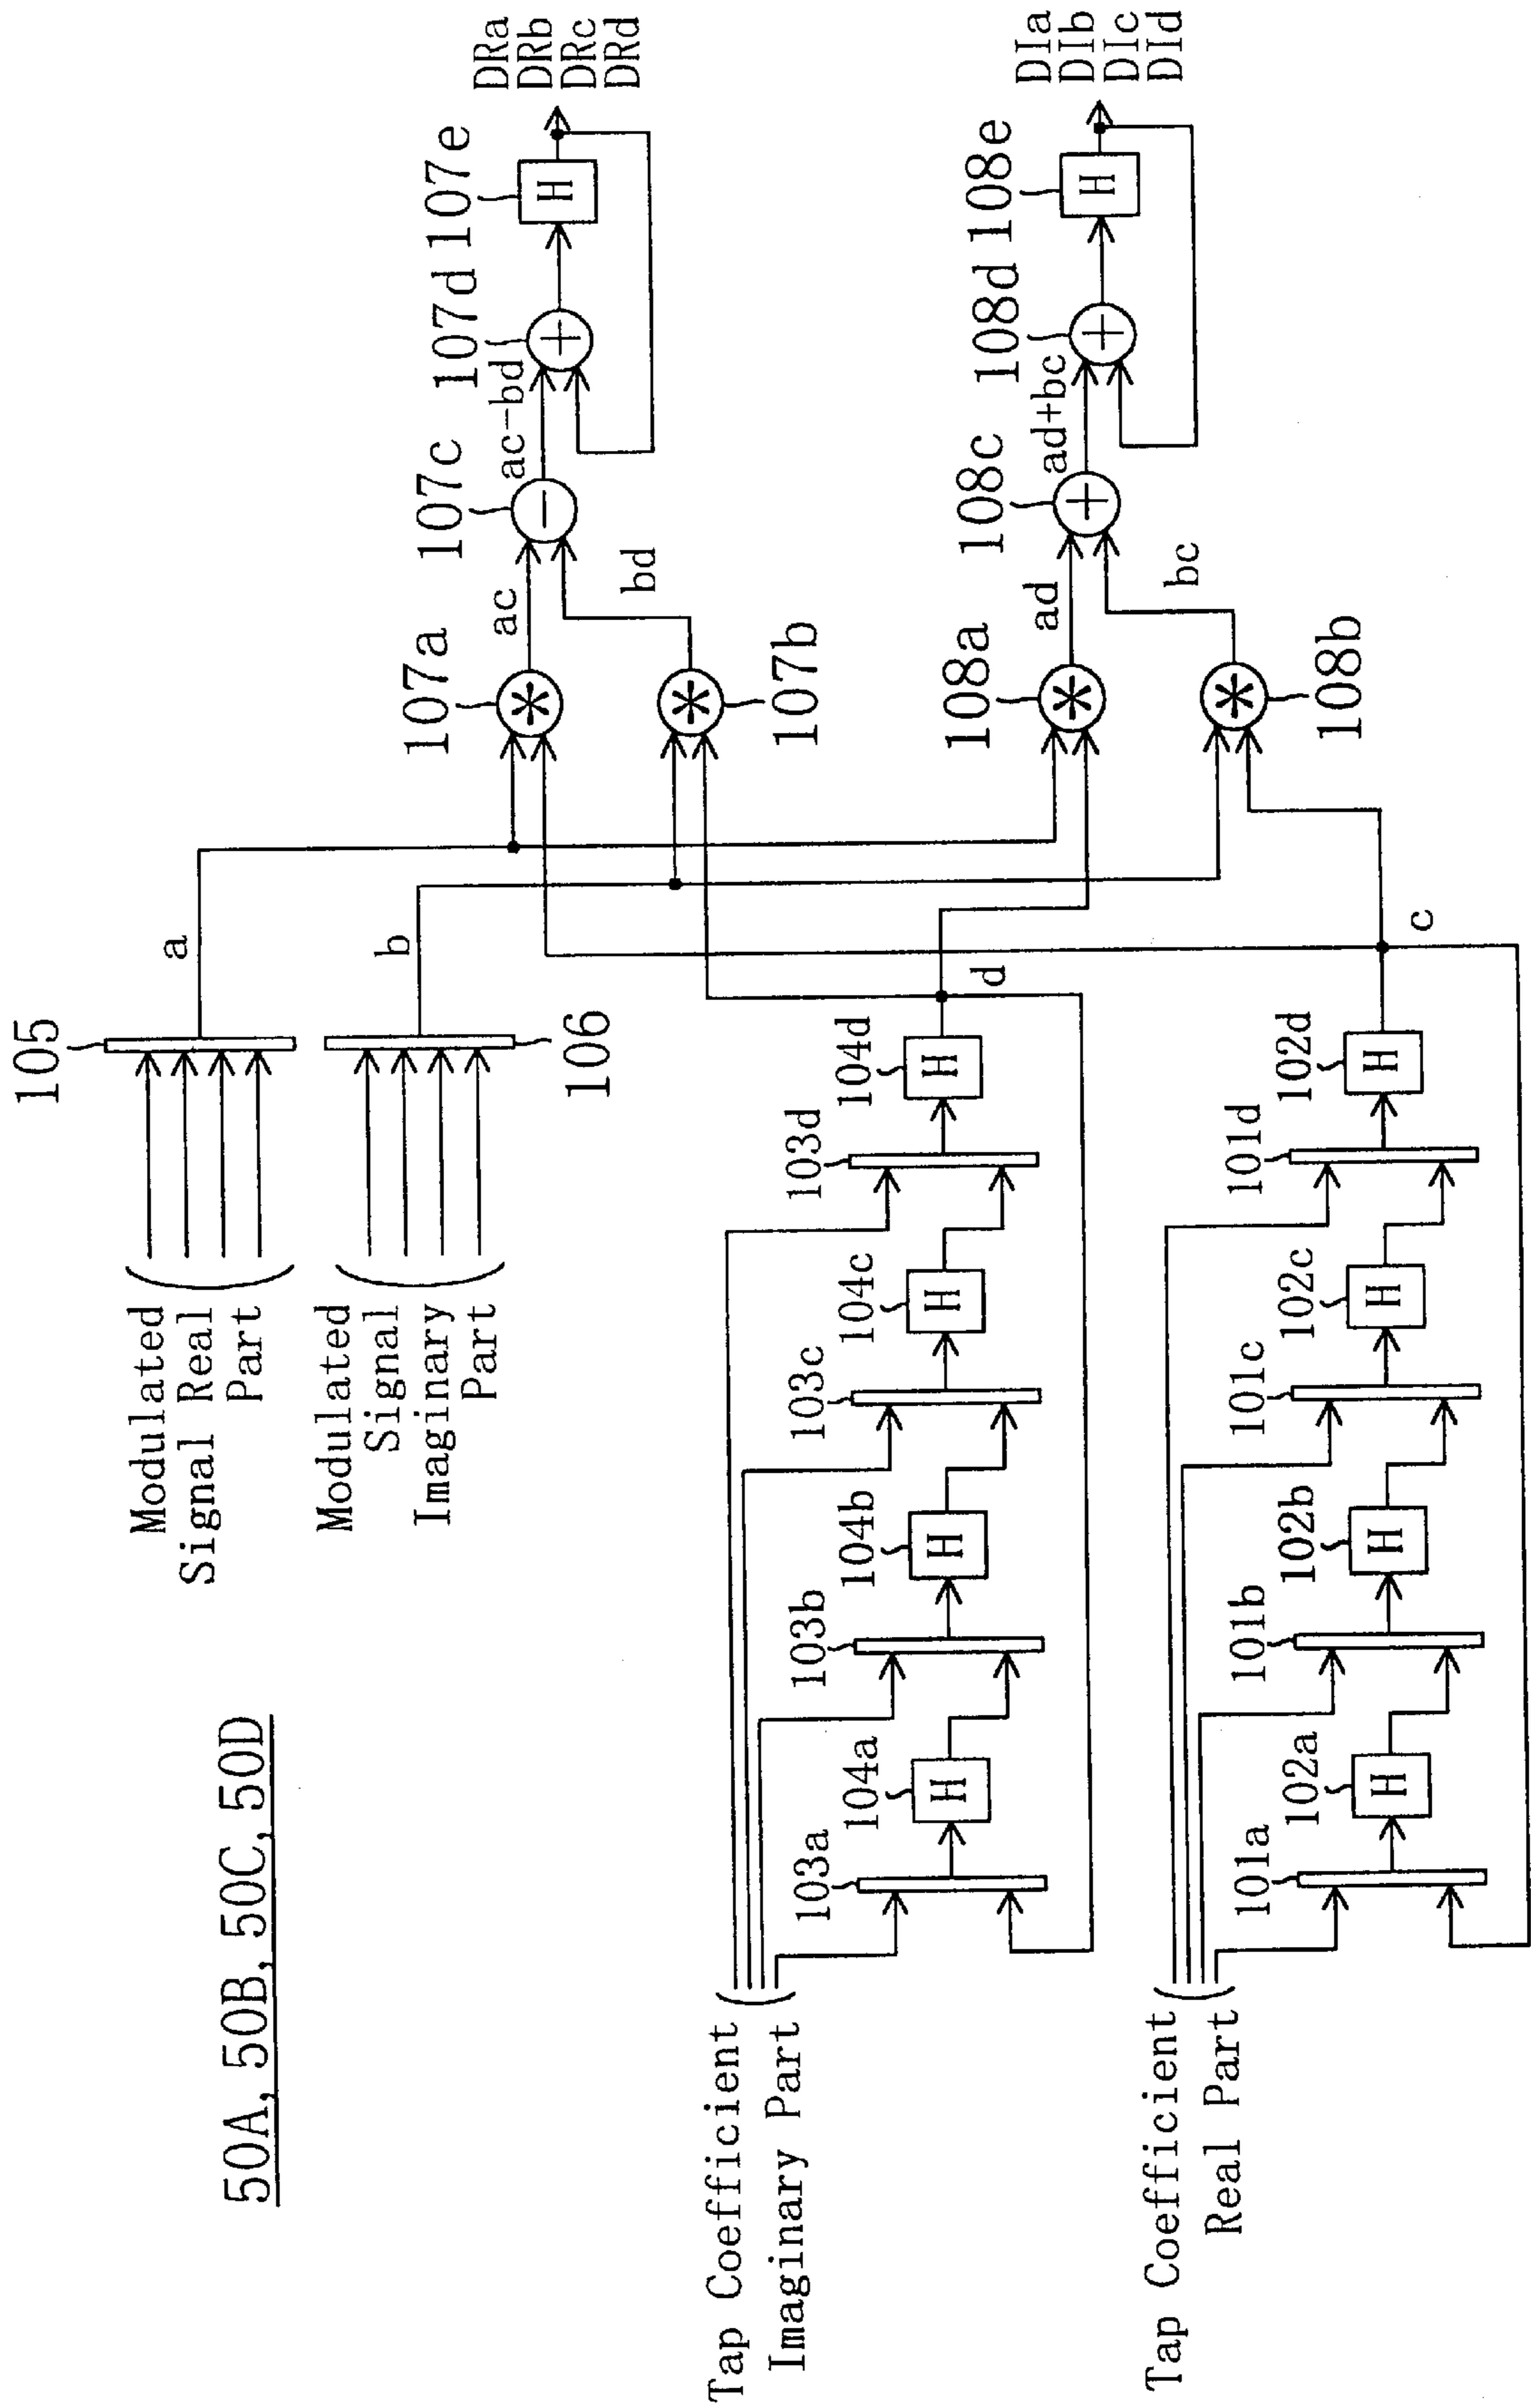 50A, 50B, 50C, 50D
105
Modulated
Signal Real
Part
a
106
Modulated
Signal
Imaginary
Part
b
107a
ac
107b
bd
107c
ac-bd
107d
107e
H
DRa
DRb
DRc
DRd
108a
ad
108b
bc
108c
ad+bc
108d
108e
H
DIa
DIb
DIc
DId
Tap Coefficient
Imaginary Part
103a
104a
H
103b
104b
H
103c
104c
H
103d
104d
H
d
Tap Coefficient
Real Part
101a
102a
H
101b
102b
H
101c
102c
H
101d
102d
H
c